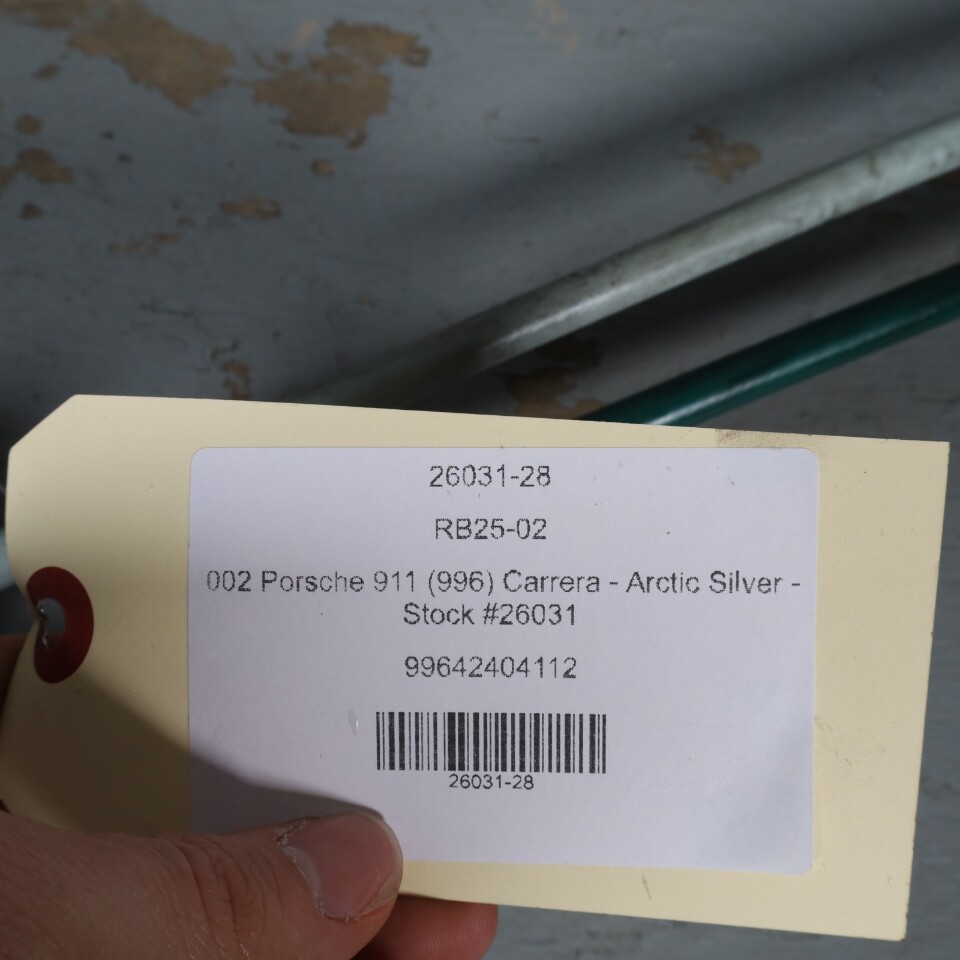 26031-28
RB25-02
002 Porsche 911 (996) Carrera - Arctic Silver -
Stock #26031
99642404112
26031-28